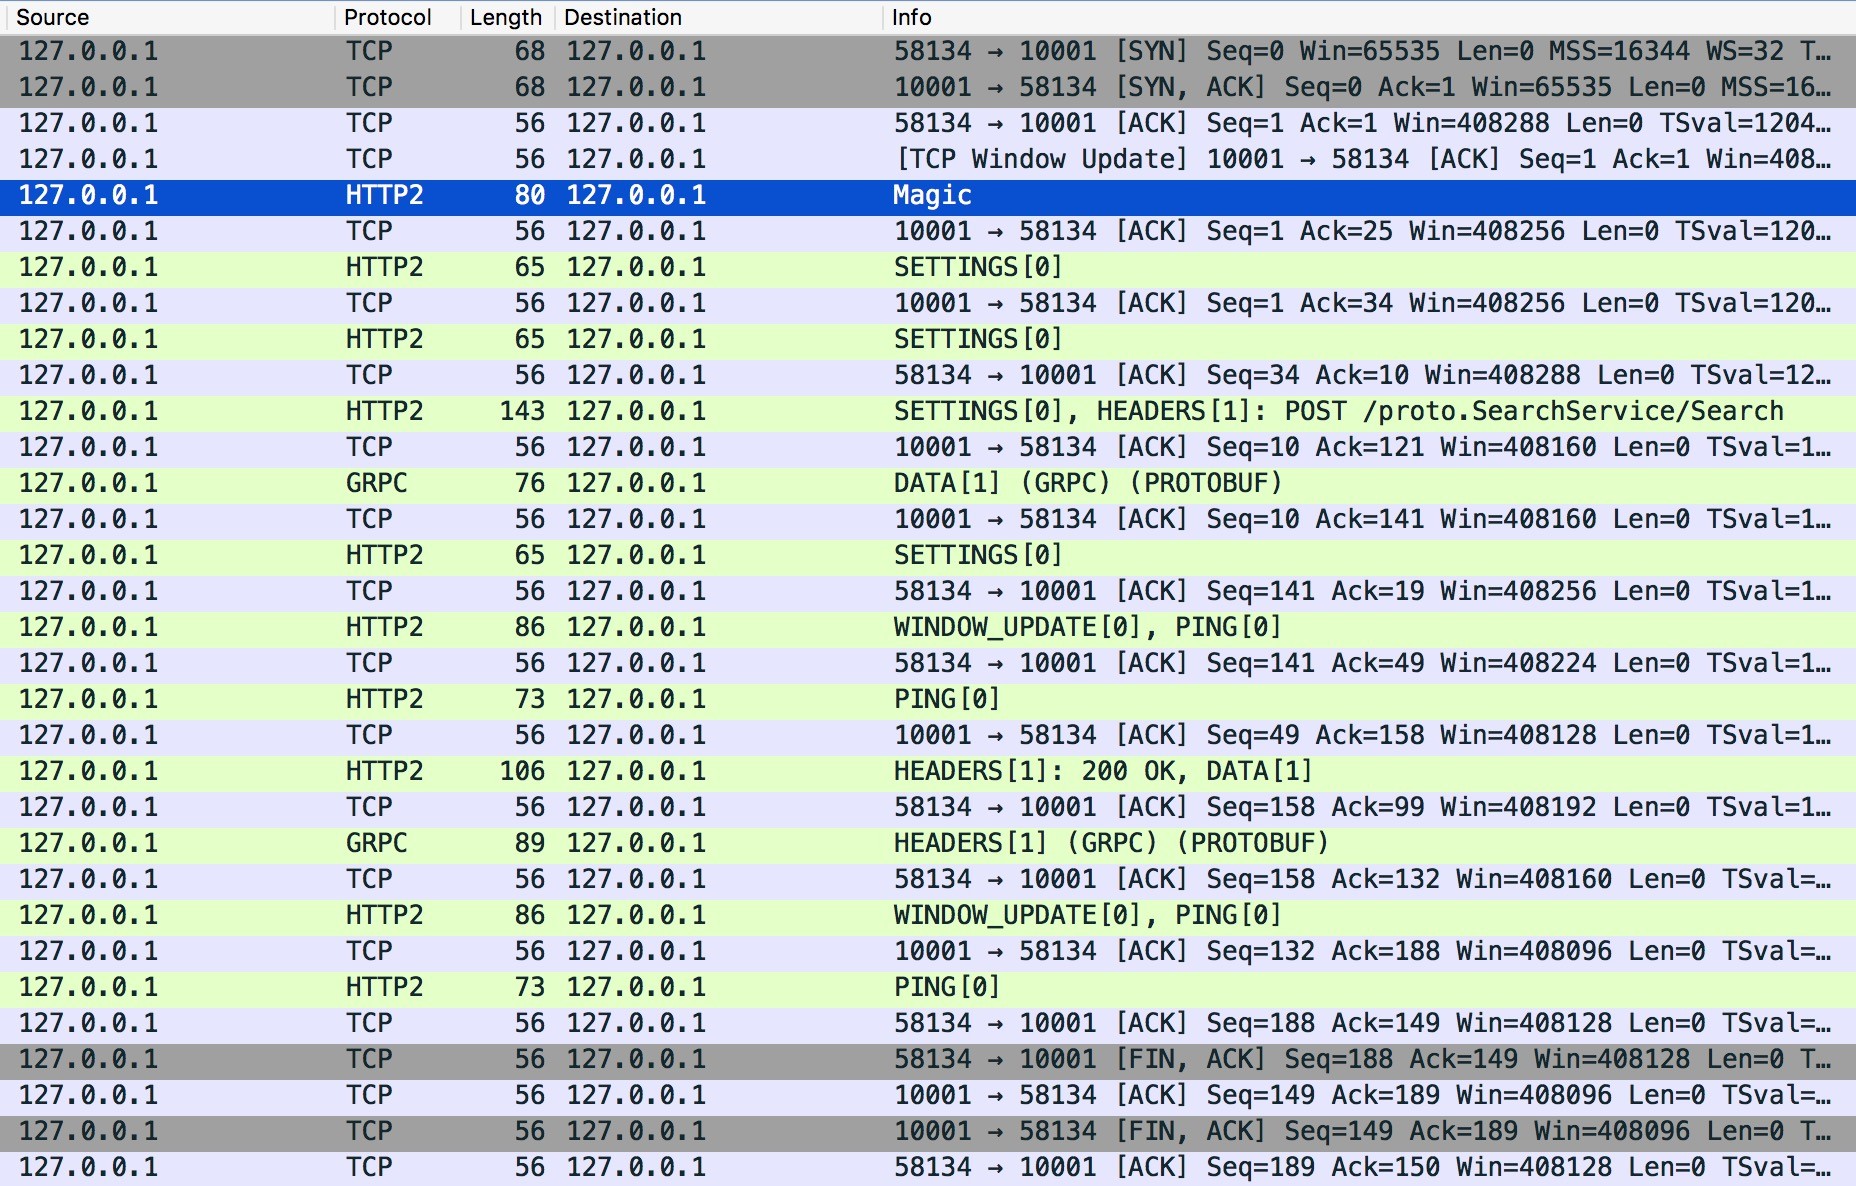 Source Protocol Length Destination Info
127.0.0.1 TCP 68 127.0.0.1 58134 → 10001 [SYN] Seq=0 Win=65535 Len=0 MSS=16344 WS=32 T…
127.0.0.1 TCP 68 127.0.0.1 10001 → 58134 [SYN, ACK] Seq=0 Ack=1 Win=65535 Len=0 MSS=16…
127.0.0.1 TCP 56 127.0.0.1 58134 → 10001 [ACK] Seq=1 Ack=1 Win=408288 Len=0 TSval=1204…
127.0.0.1 TCP 56 127.0.0.1 [TCP Window Update] 10001 → 58134 [ACK] Seq=1 Ack=1 Win=408…
127.0.0.1 HTTP2 80 127.0.0.1 Magic
127.0.0.1 TCP 56 127.0.0.1 10001 → 58134 [ACK] Seq=1 Ack=25 Win=408256 Len=0 TSval=120…
127.0.0.1 HTTP2 65 127.0.0.1 SETTINGS[0]
127.0.0.1 TCP 56 127.0.0.1 10001 → 58134 [ACK] Seq=1 Ack=34 Win=408256 Len=0 TSval=120…
127.0.0.1 HTTP2 65 127.0.0.1 SETTINGS[0]
127.0.0.1 TCP 56 127.0.0.1 58134 → 10001 [ACK] Seq=34 Ack=10 Win=408288 Len=0 TSval=12…
127.0.0.1 HTTP2 143 127.0.0.1 SETTINGS[0], HEADERS[1]: POST /proto.SearchService/Search
127.0.0.1 TCP 56 127.0.0.1 10001 → 58134 [ACK] Seq=10 Ack=121 Win=408160 Len=0 TSval=1…
127.0.0.1 GRPC 76 127.0.0.1 DATA[1] (GRPC) (PROTOBUF)
127.0.0.1 TCP 56 127.0.0.1 10001 → 58134 [ACK] Seq=10 Ack=141 Win=408160 Len=0 TSval=1…
127.0.0.1 HTTP2 65 127.0.0.1 SETTINGS[0]
127.0.0.1 TCP 56 127.0.0.1 58134 → 10001 [ACK] Seq=141 Ack=19 Win=408256 Len=0 TSval=1…
127.0.0.1 HTTP2 86 127.0.0.1 WINDOW_UPDATE[0], PING[0]
127.0.0.1 TCP 56 127.0.0.1 58134 → 10001 [ACK] Seq=141 Ack=49 Win=408224 Len=0 TSval=1…
127.0.0.1 HTTP2 73 127.0.0.1 PING[0]
127.0.0.1 TCP 56 127.0.0.1 10001 → 58134 [ACK] Seq=49 Ack=158 Win=408128 Len=0 TSval=1…
127.0.0.1 HTTP2 106 127.0.0.1 HEADERS[1]: 200 OK, DATA[1]
127.0.0.1 TCP 56 127.0.0.1 58134 → 10001 [ACK] Seq=158 Ack=99 Win=408192 Len=0 TSval=1…
127.0.0.1 GRPC 89 127.0.0.1 HEADERS[1] (GRPC) (PROTOBUF)
127.0.0.1 TCP 56 127.0.0.1 58134 → 10001 [ACK] Seq=158 Ack=132 Win=408160 Len=0 TSval=…
127.0.0.1 HTTP2 86 127.0.0.1 WINDOW_UPDATE[0], PING[0]
127.0.0.1 TCP 56 127.0.0.1 10001 → 58134 [ACK] Seq=132 Ack=188 Win=408096 Len=0 TSval=…
127.0.0.1 HTTP2 73 127.0.0.1 PING[0]
127.0.0.1 TCP 56 127.0.0.1 58134 → 10001 [ACK] Seq=188 Ack=149 Win=408128 Len=0 TSval=…
127.0.0.1 TCP 56 127.0.0.1 58134 → 10001 [FIN, ACK] Seq=188 Ack=149 Win=408128 Len=0 T…
127.0.0.1 TCP 56 127.0.0.1 10001 → 58134 [ACK] Seq=149 Ack=189 Win=408096 Len=0 TSval=…
127.0.0.1 TCP 56 127.0.0.1 10001 → 58134 [FIN, ACK] Seq=149 Ack=189 Win=408096 Len=0 T…
127.0.0.1 TCP 56 127.0.0.1 58134 → 10001 [ACK] Seq=189 Ack=150 Win=408128 Len=0 TSval=…